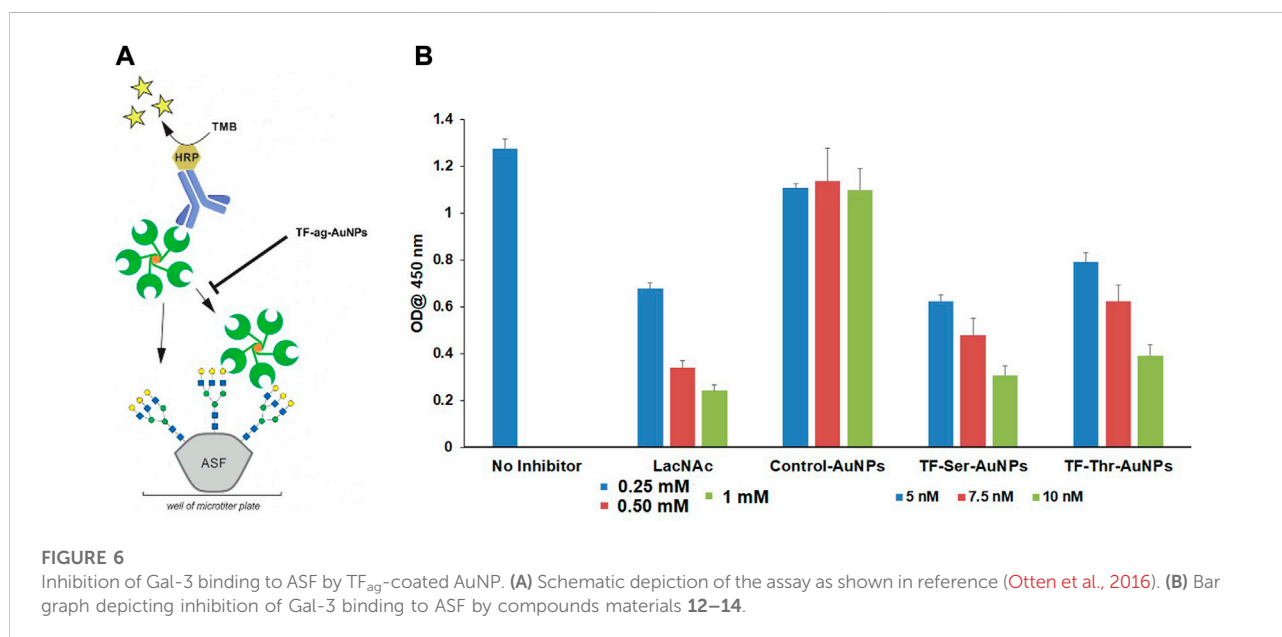 A
TMB
HRP
TF-ag-AuNPs
ASF
well of microtiter plate
B
OD@ 450 nm
1.4
1.2
1
0.8
0.6
0.4
0.2
0
No Inhibitor
LacNAc
Control-AuNPs
TF-Ser-AuNPs
TF-Thr-AuNPs
0.25 mM
0.50 mM
1 mM
5 nM
7.5 nM
10 nM
FIGURE 6
Inhibition of Gal-3 binding to ASF by TFag-coated AuNP. (A) Schematic depiction of the assay as shown in reference (Otten et al., 2016). (B) Bar
graph depicting inhibition of Gal-3 binding to ASF by compounds materials 12–14.